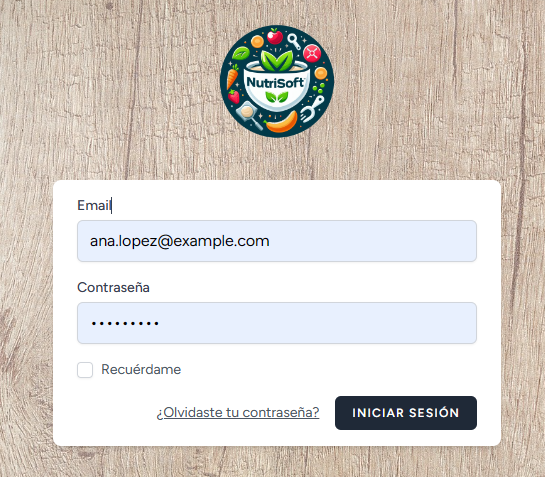 NutriSoft
Email
ana.lopez@example.com
Contraseña
•••••••••
Recuérdame
¿Olvidaste tu contraseña?
INICIAR SESIÓN